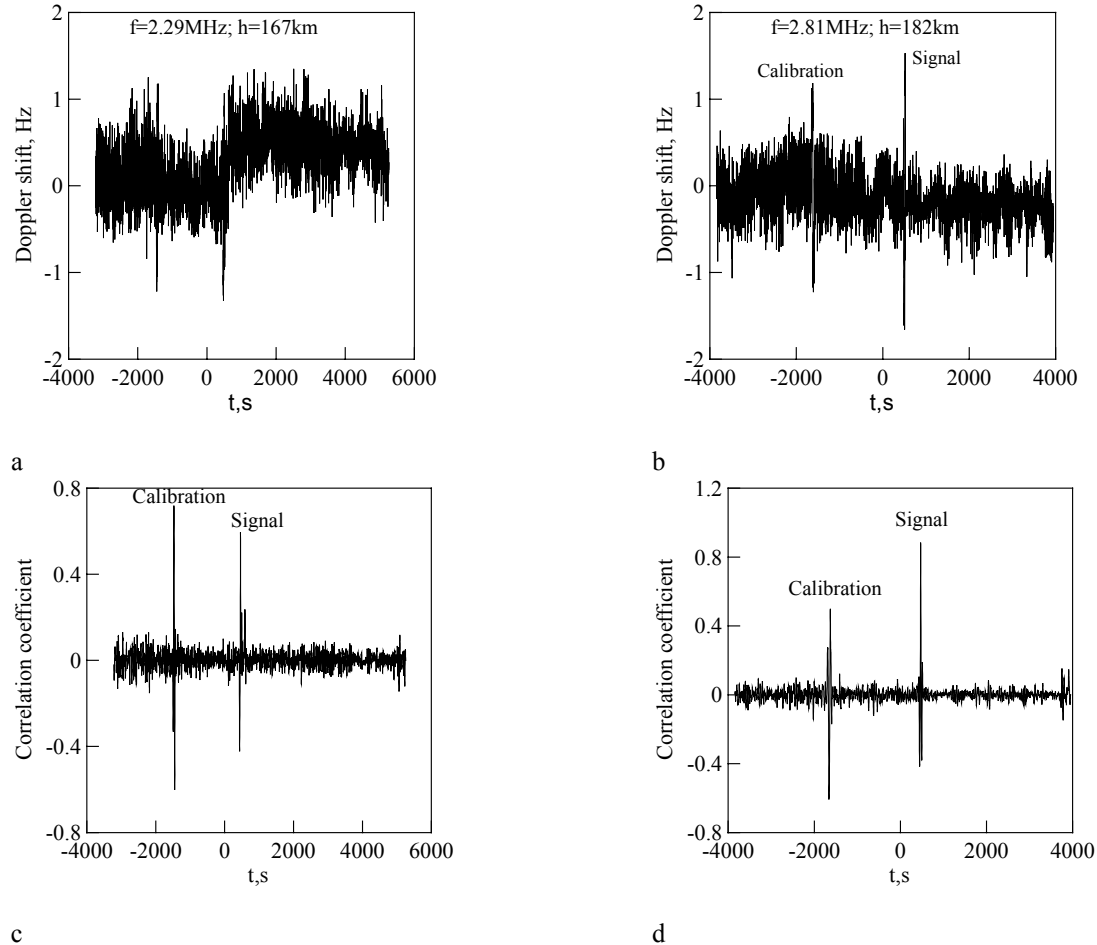 f=2.29MHz; h=167km
2
1
0
-1
-2
Doppler shift, Hz
-4000 -2000 0 2000 4000 6000
t,s
a
f=2.81MHz; h=182km
Calibration
Signal
2
1
0
-1
-2
Doppler shift, Hz
-4000 -2000 0 2000 4000
t,s
b
Calibration
Signal
0.8
0.4
0
-0.4
-0.8
Correlation coefficient
-4000 -2000 0 2000 4000 6000
t,s
c
Signal
Calibration
1.2
0.8
0.4
0
-0.4
-0.8
Correlation coefficient
-4000 -2000 0 2000 4000
t,s
d